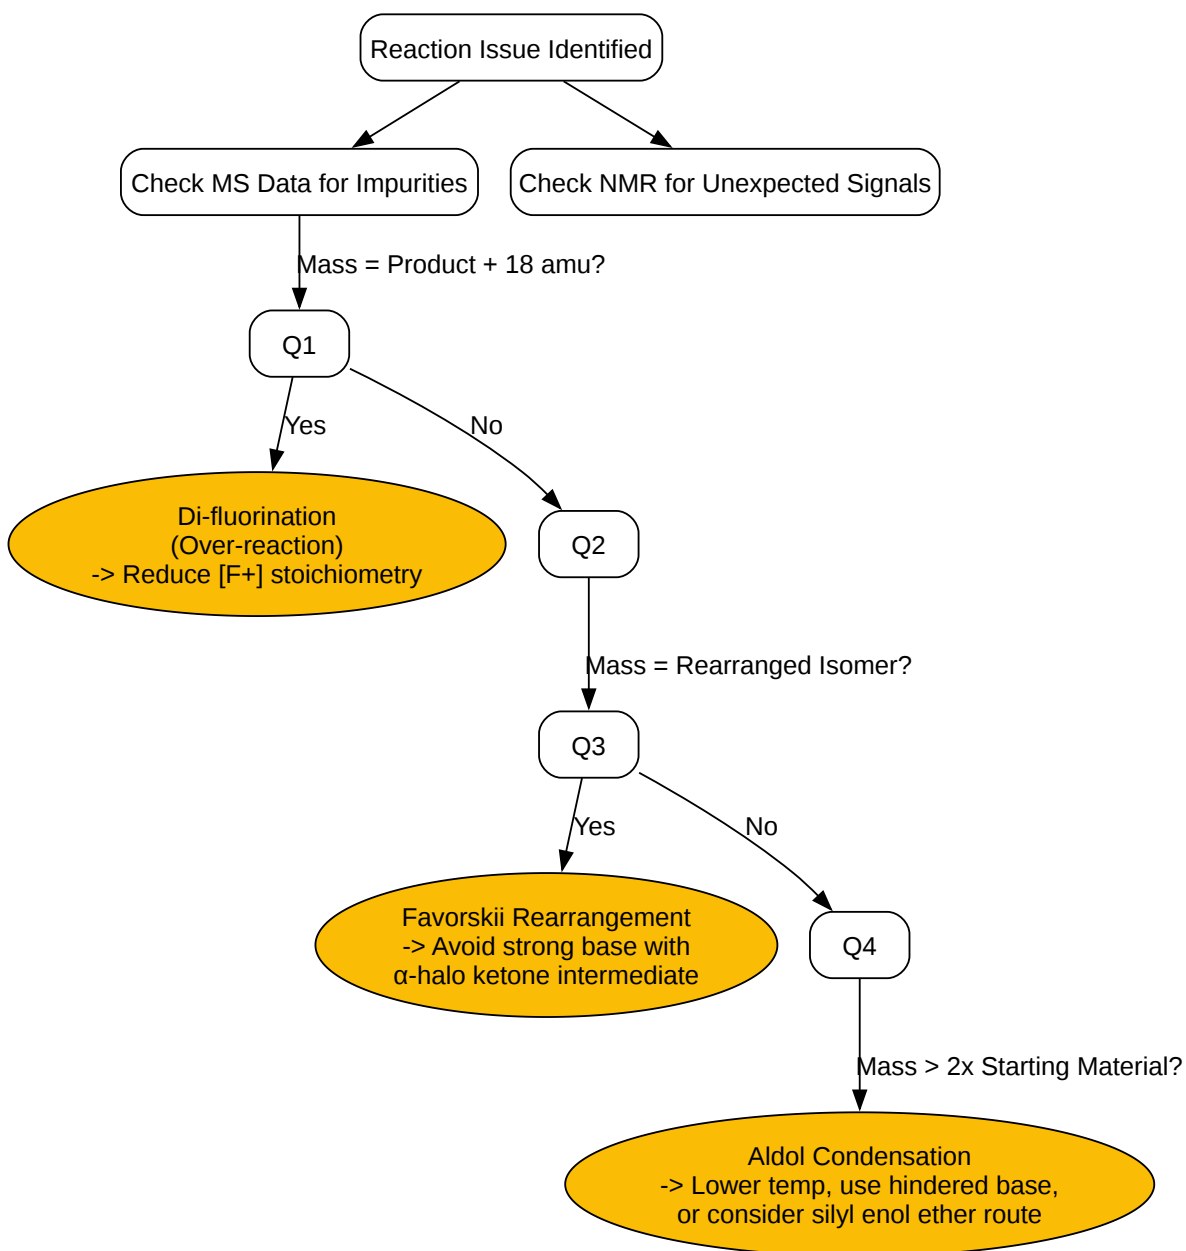 Reaction Issue Identified
Check MS Data for Impurities
Check NMR for Unexpected Signals
Mass = Product + 18 amu?
Q1
Yes
No
Di-fluorination
(Over-reaction)
-> Reduce [F+] stoichiometry
Q2
Mass = Rearranged Isomer?
Q3
Yes
No
Favorskii Rearrangement
-> Avoid strong base with
α-halo ketone intermediate
Q4
Mass > 2x Starting Material?
Aldol Condensation
-> Lower temp, use hindered base,
or consider silyl enol ether route